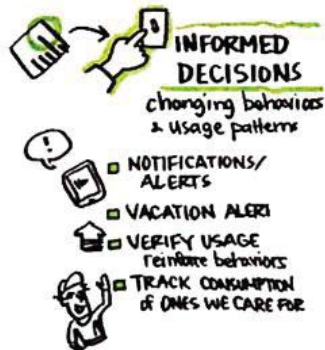 INFORMED
DECISIONS
changing behaviors
& usage patterns
!
NOTIFICATIONS/
ALERTS
VACATION ALERT
VERIFY USAGE
reinforce behaviors
TRACK CONSUMPTION
of ONES WE CARE FOR